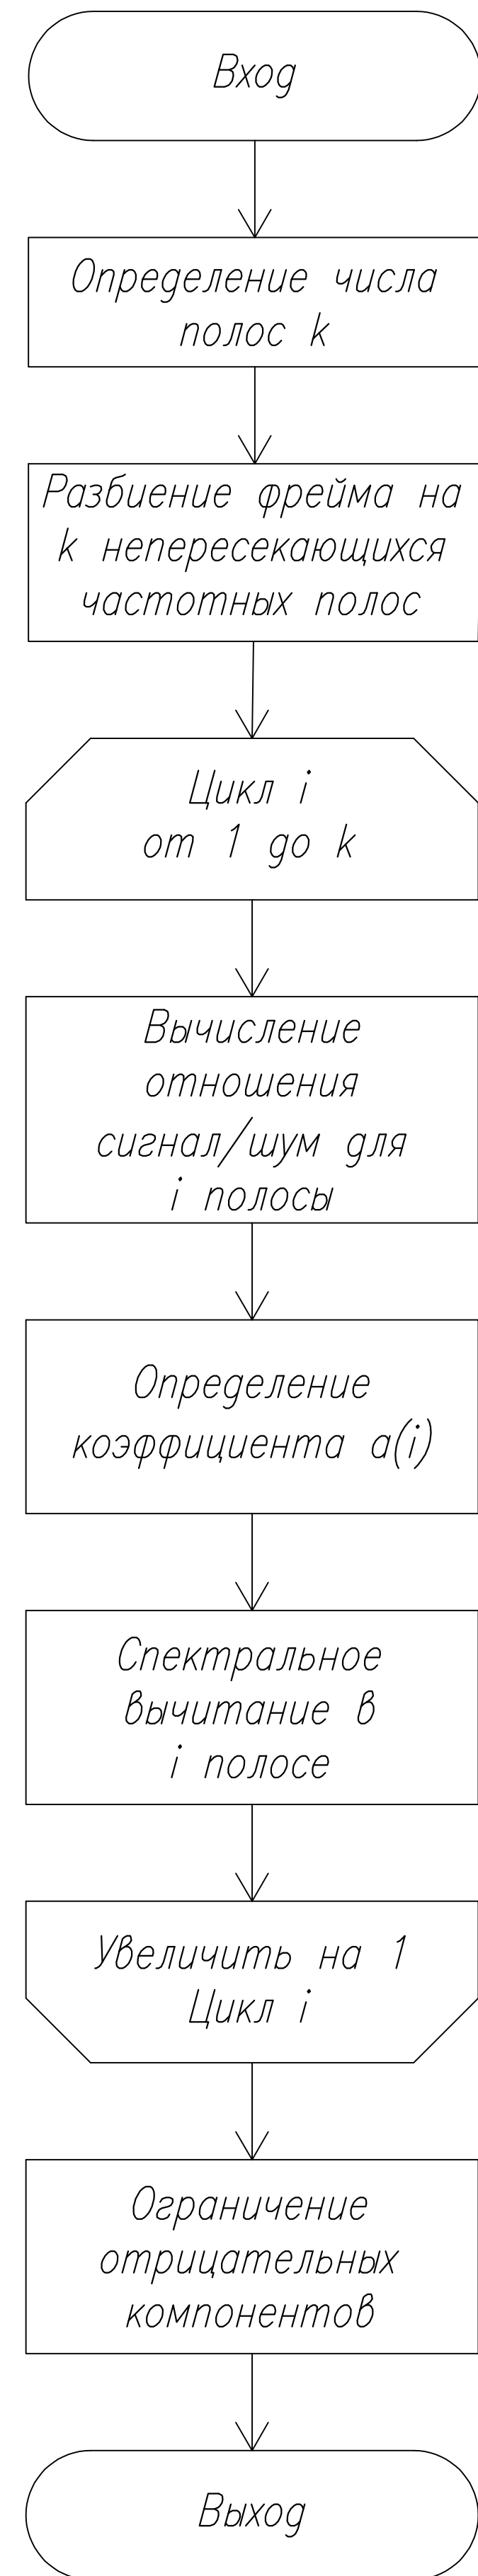 Вход
Определение числа
полос k
Разбиение фрейма на
k непересекающихся
частотных полос
Цикл i
от 1 до k
Вычисление
отношения
сигнал/шум для
i полосы
Определение
коэффициента a(i)
Спектральное
вычитание в
i полосе
Увеличить на 1
Цикл i
Ограничение
отрицательных
компонентов
Выход